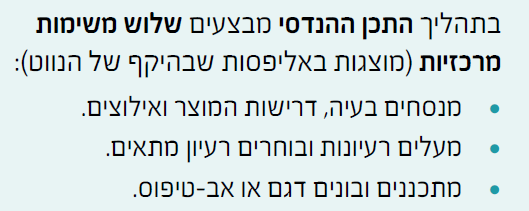 בתהליך התכן ההנדסי מבצעים שלוש משימות
מרכזיות (מוצגות באליפסות שבהיקף של הנווט):
• מנסחים בעיה, דרישות המוצר ואילוצים.
• מעלים רעיונות ובוחרים רעיון מתאים.
• מתכננים ובונים דגם או אב-טיפוס.